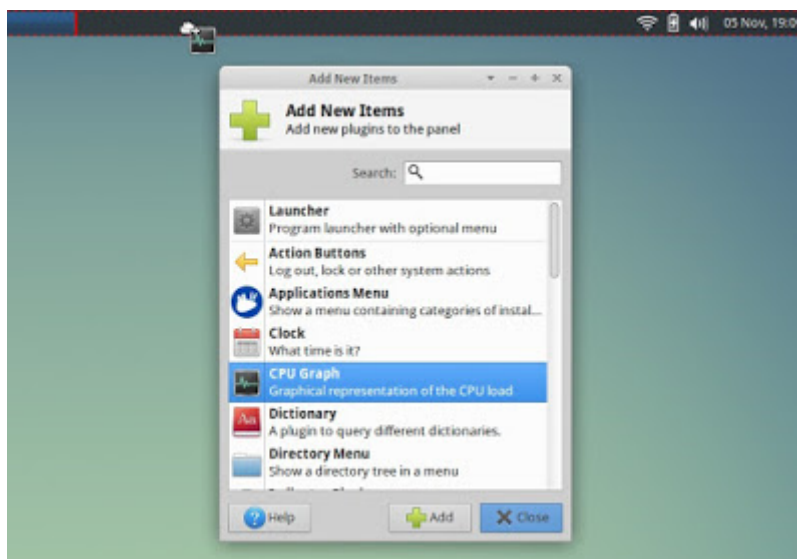 05 Nov, 19:0
Add New Items
Add New Items
Add new plugins to the panel
Search:
Launcher
Program launcher with optional menu
Action Buttons
Log out, lock or other system actions
Applications Menu
Show a menu containing categories of instal...
Clock
What time is it?
CPU Graph
Graphical representation of the CPU load
Dictionary
A plugin to query different dictionaries.
Directory Menu
Show a directory tree in a menu
Help
Add
Close